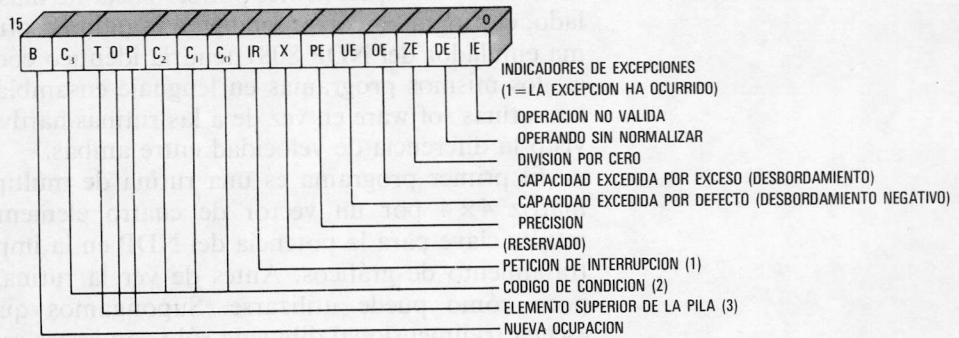 15 0
B C₃ T O P C₂ C₁ C₀ IR X PE UE OE ZE DE IE
INDICADORES DE EXCEPCIONES
(1=LA EXCEPCION HA OCURRIDO)
OPERACION NO VALIDA
OPERANDO SIN NORMALIZAR
DIVISION POR CERO
CAPACIDAD EXCEDIDA POR EXCESO (DESBORDAMIENTO)
CAPACIDAD EXCEDIDA POR DEFECTO (DESBORDAMIENTO NEGATIVO)
PRECISION
(RESERVADO)
PETICION DE INTERRUPCION (1)
CODIGO DE CONDICION (2)
ELEMENTO SUPERIOR DE LA PILA (3)
NUEVA OCUPACION